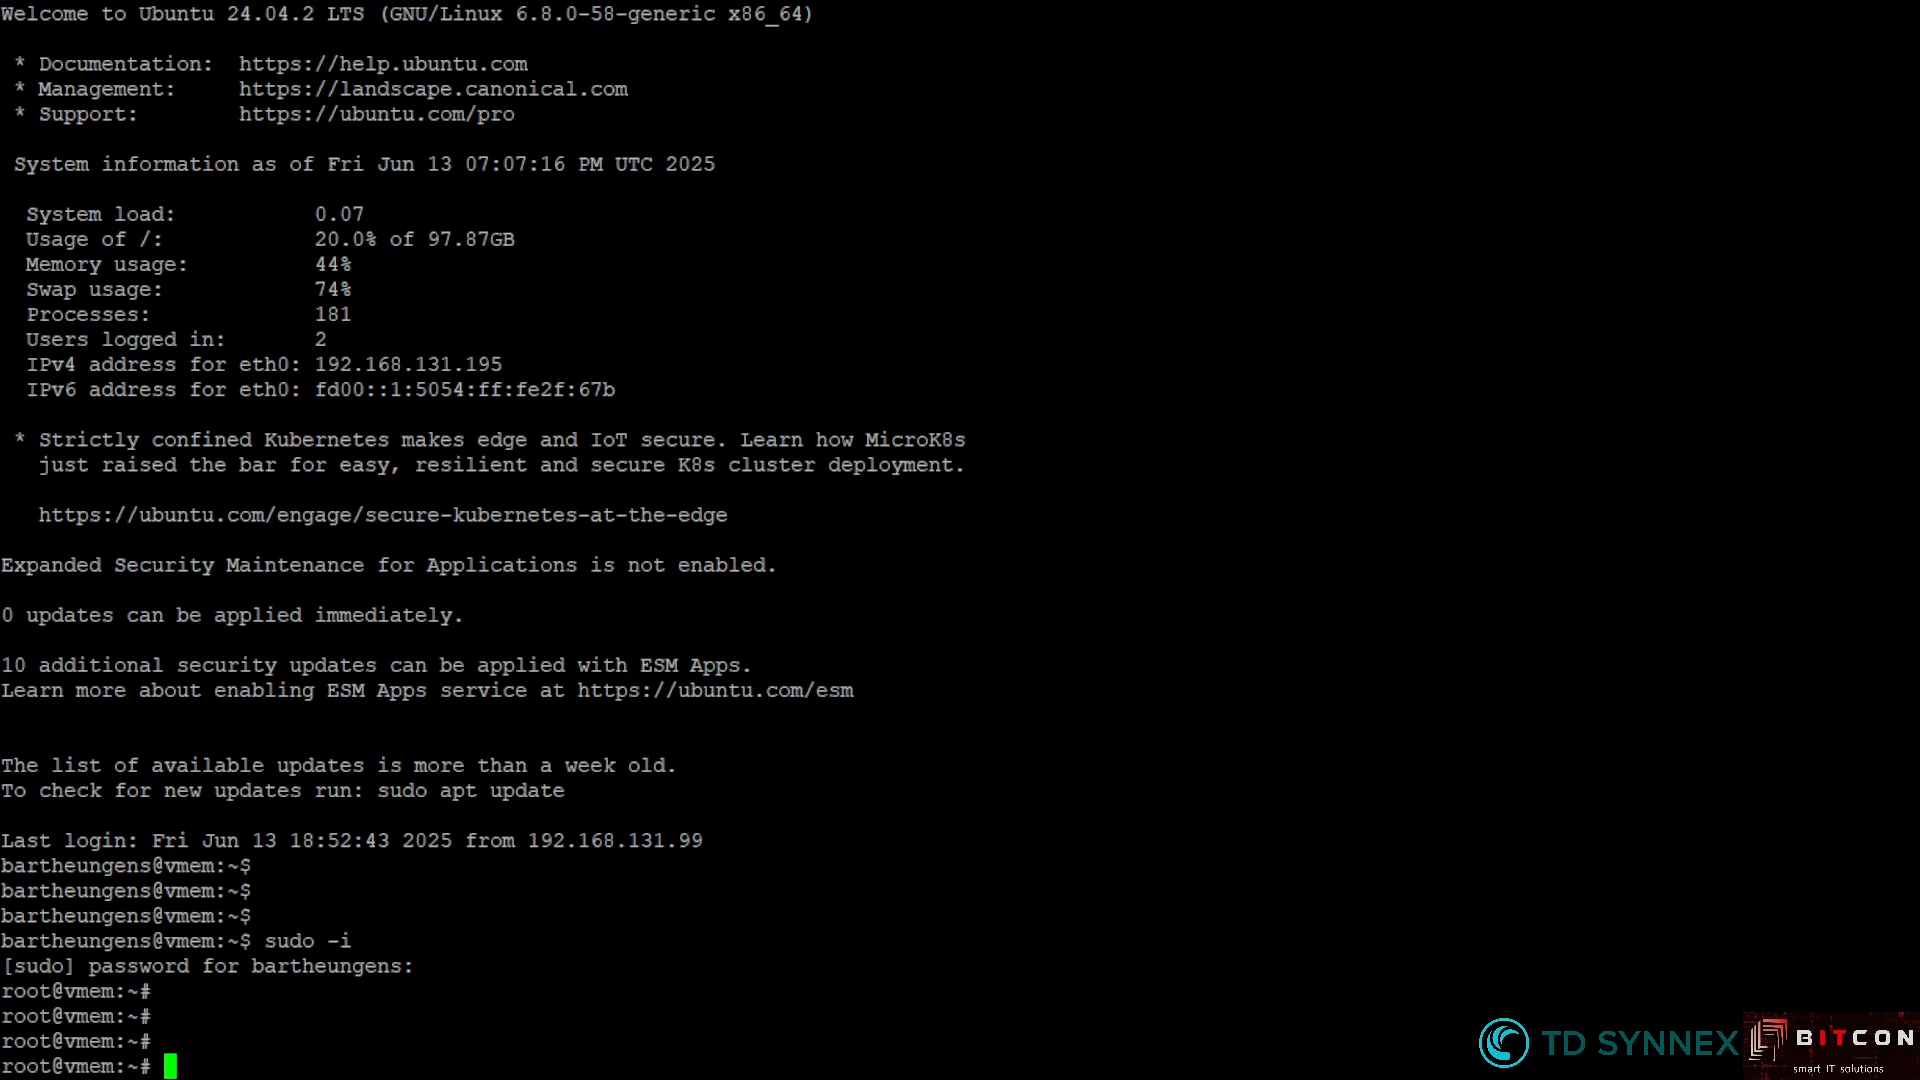 Welcome to Ubuntu 24.04.2 LTS (GNU/Linux 6.8.0-58-generic x86_64)
* Documentation:  https://help.ubuntu.com
* Management:     https://landscape.canonical.com
* Support:        https://ubuntu.com/pro
System information as of Fri Jun 13 07:07:16 PM UTC 2025
System load:           0.07
Usage of /:            20.0% of 97.87GB
Memory usage:          44%
Swap usage:            74%
Processes:             181
Users logged in:       2
IPv4 address for eth0: 192.168.131.195
IPv6 address for eth0: fd00::1:5054:ff:fe2f:67b
* Strictly confined Kubernetes makes edge and IoT secure. Learn how MicroK8s
just raised the bar for easy, resilient and secure K8s cluster deployment.
https://ubuntu.com/engage/secure-kubernetes-at-the-edge
Expanded Security Maintenance for Applications is not enabled.
0 updates can be applied immediately.
10 additional security updates can be applied with ESM Apps.
Learn more about enabling ESM Apps service at https://ubuntu.com/esm
The list of available updates is more than a week old.
To check for new updates run: sudo apt update
Last login: Fri Jun 13 18:52:43 2025 from 192.168.131.99
bartheungens@vmem:~$
bartheungens@vmem:~$
bartheungens@vmem:~$
bartheungens@vmem:~$ sudo -i
[sudo] password for bartheungens:
root@vmem:~#
root@vmem:~#
root@vmem:~#
root@vmem:~#
TD SYNNEX
BITCON
smart IT solutions